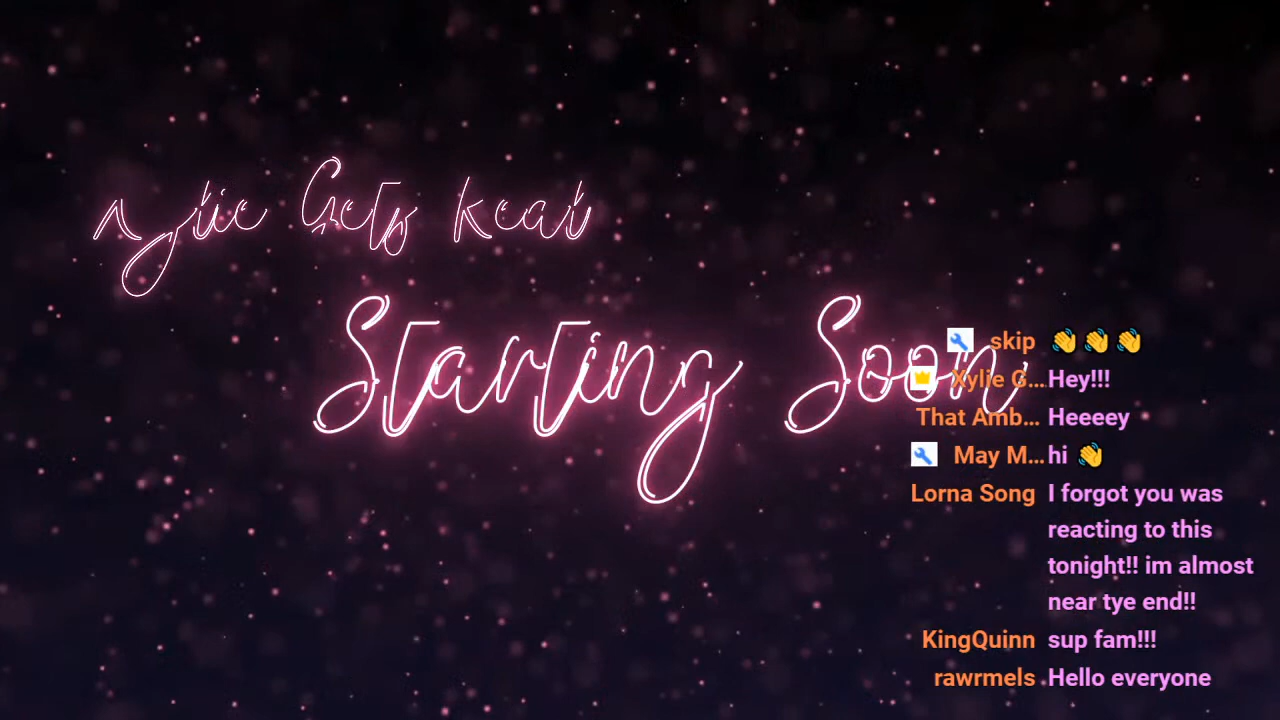 Xylie Gets Real
Starting Soon
skip 👋👋👋
Xylie G... Hey!!!
That Amb... Heeeey
May M... hi 👋
Lorna Song I forgot you was
reacting to this
tonight!! im almost
near tye end!!
KingQuinn sup fam!!!
rawrmels Hello everyone